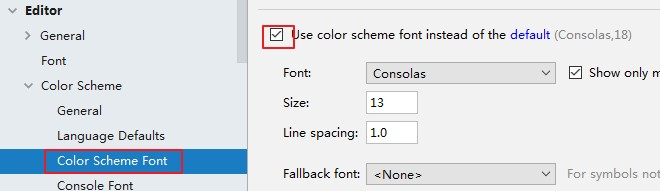 Editor
General
Font
Color Scheme
General
Language Defaults
Color Scheme Font
Console Font
Use color scheme font instead of the default (Consolas,18)
Font: Consolas Show only
Size: 13
Line spacing: 1.0
Fallback font: <None> For symbols